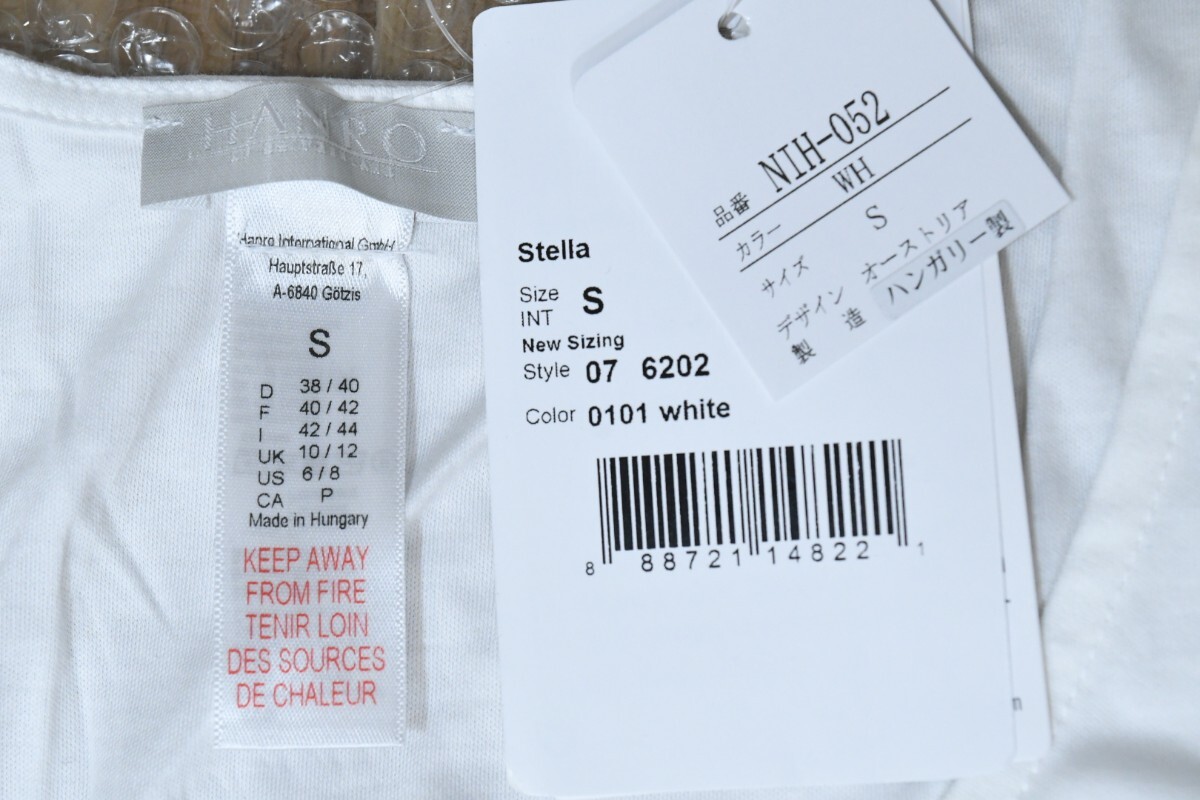 HANRO
Hanro International GmbH
Hauptstraße 17,
A-6840 Götzis
S
D 38 / 40
F 40 / 42
I 42 / 44
UK 10 / 12
US 6 / 8
CA P
Made in Hungary
KEEP AWAY
FROM FIRE
TENIR LOIN
DES SOURCES
DE CHALEUR
Stella
Size INT S
New Sizing
Style 07 6202
Color 0101 white
8 88721 14822 1
品番 NIH-052
カラー WH
サイズ S
デザイン オーストリア
製 造 ハンガリー製